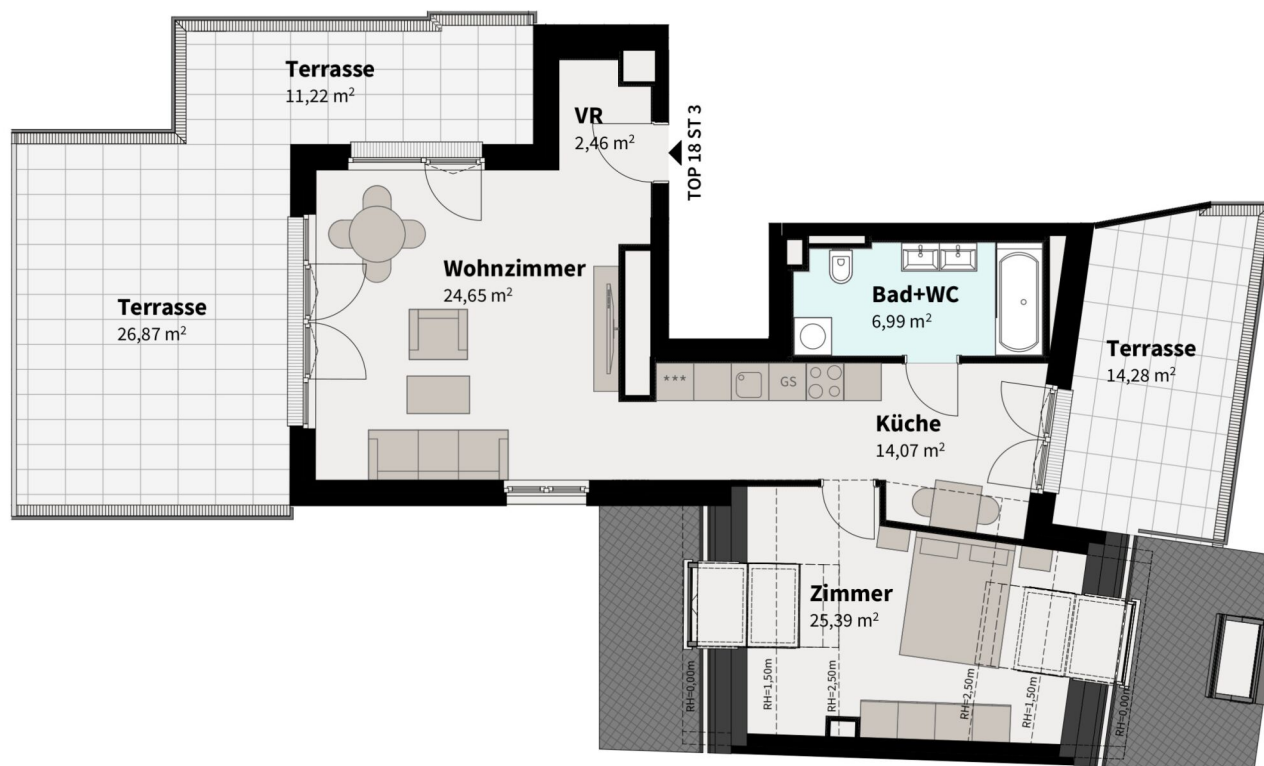 Terrasse
11,22 m²
VR
2,46 m²
TOP 18 ST 3
Wohnzimmer
24,65 m²
Terrasse
26,87 m²
Bad+WC
6,99 m²
Terrasse
14,28 m²
***
GS
Küche
14,07 m²
Zimmer
25,39 m²
RH=0,00m
RH=1,50m
RH=2,50m
RH=2,50m
RH=1,50m
RH=0,00m